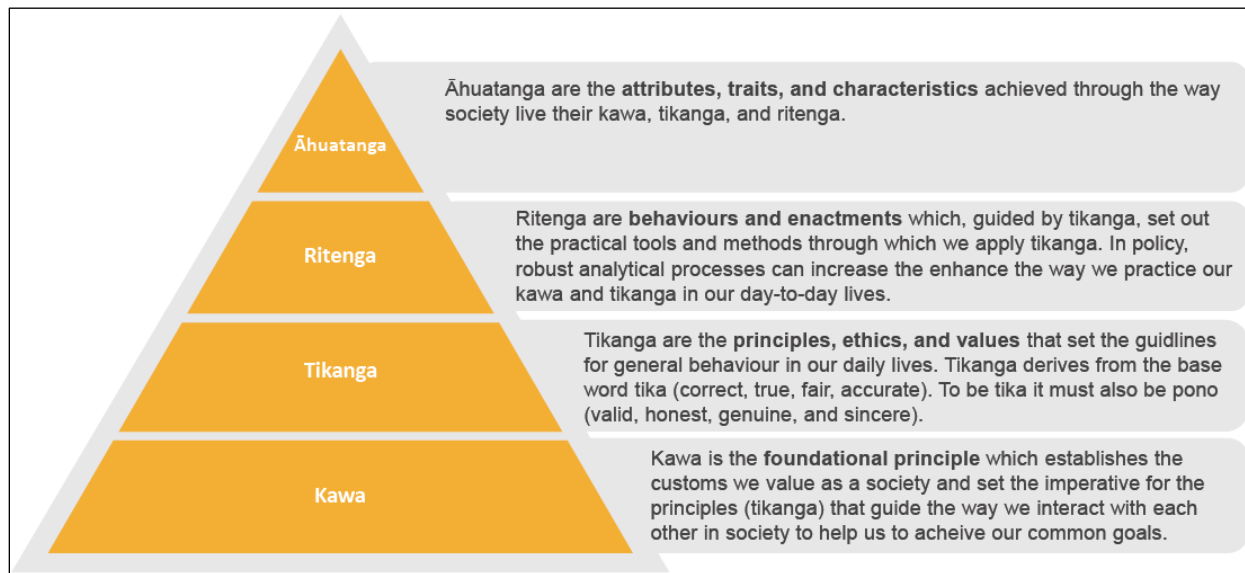 Āhuatanga
Āhuatanga are the attributes, traits, and characteristics achieved through the way
society live their kawa, tikanga, and ritenga.
Ritenga
Ritenga are behaviours and enactments which, guided by tikanga, set out
the practical tools and methods through which we apply tikanga. In policy,
robust analytical processes can increase the enhance the way we practice our
kawa and tikanga in our day-to-day lives.
Tikanga
Tikanga are the principles, ethics, and values that set the guidlines
for general behaviour in our daily lives. Tikanga derives from the base
word tika (correct, true, fair, accurate). To be tika it must also be pono
(valid, honest, genuine, and sincere).
Kawa
Kawa is the foundational principle which establishes the
customs we value as a society and set the imperative for the
principles (tikanga) that guide the way we interact with each
other in society to help us to acheive our common goals.